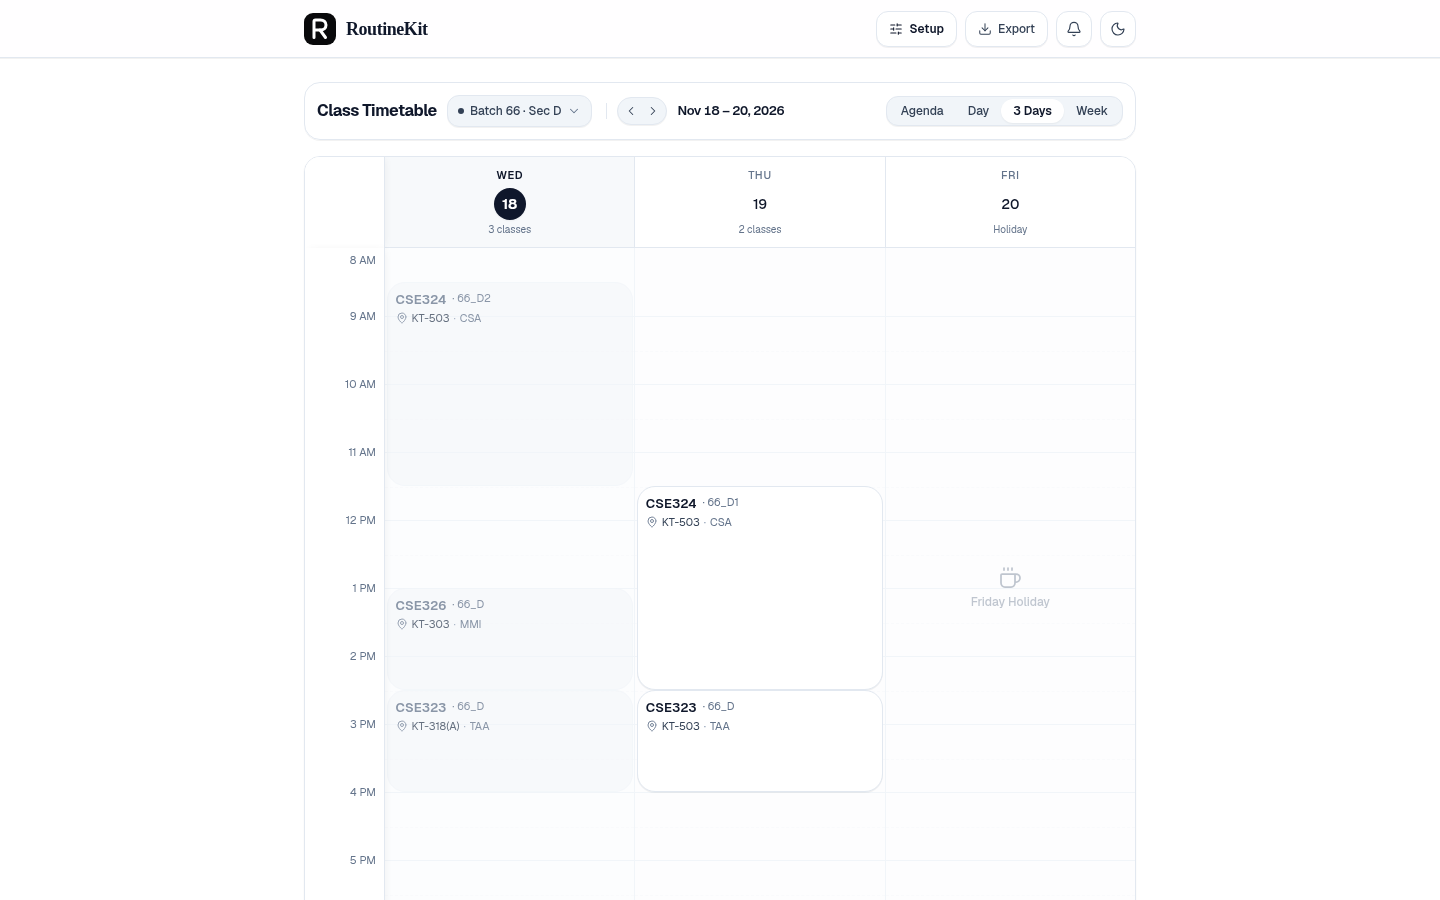 R RoutineKit
Setup
Export
Class Timetable
Batch 66 · Sec D
Nov 18 – 20, 2026
Agenda
Day
3 Days
Week
WED
18
3 classes
THU
19
2 classes
FRI
20
Holiday
8 AM
9 AM
10 AM
11 AM
12 PM
1 PM
2 PM
3 PM
4 PM
5 PM
CSE324 · 66_D2
KT-503 · CSA
CSE326 · 66_D
KT-303 · MMI
CSE323 · 66_D
KT-318(A) · TAA
CSE324 · 66_D1
KT-503 · CSA
CSE323 · 66_D
KT-503 · TAA
Friday Holiday